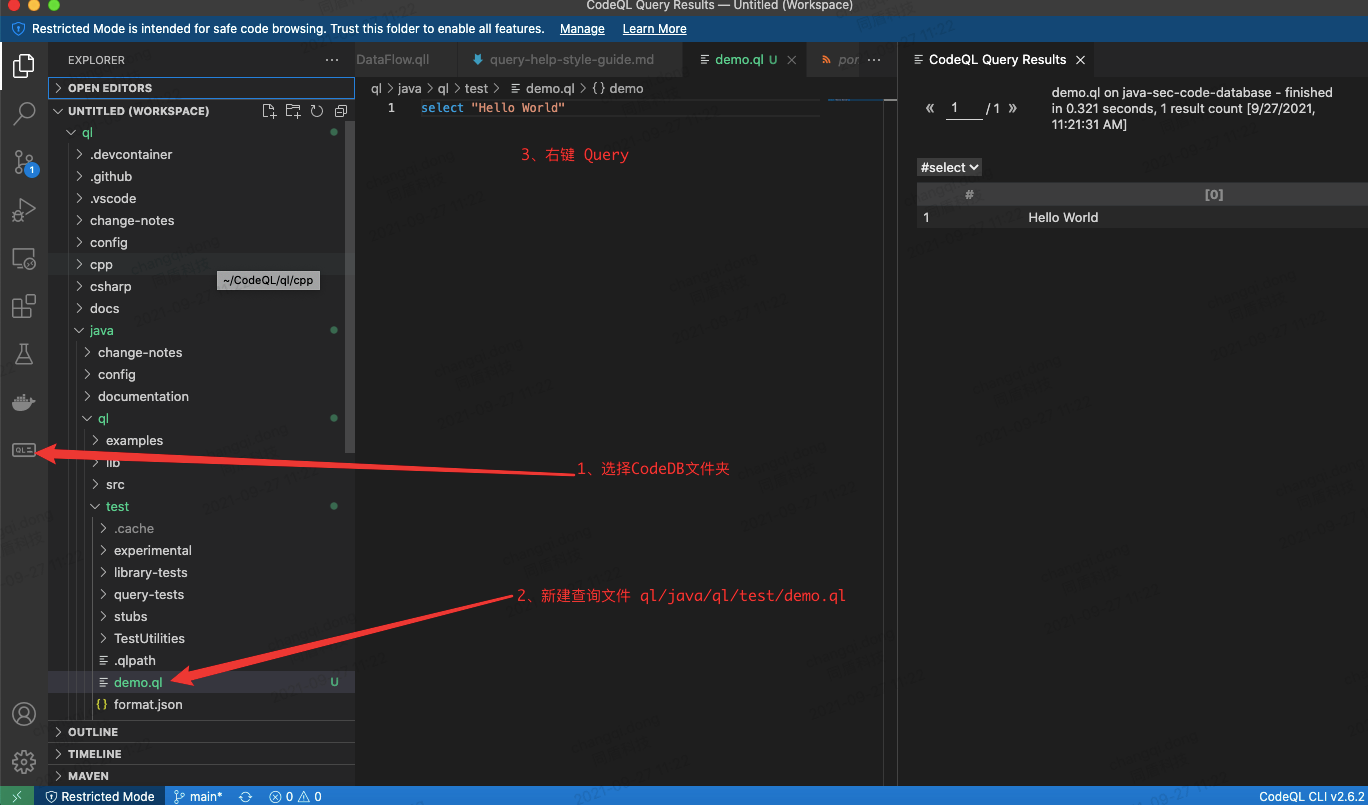 CodeQL Query Results — Untitled (Workspace)
Restricted Mode is intended for safe code browsing. Trust this folder to enable all features. Manage Learn More
EXPLORER
OPEN EDITORS
UNTITLED (WORKSPACE)
ql
.devcontainer
.github
.vscode
change-notes
config
cpp
~/CodeQL/ql/cpp
csharp
docs
java
change-notes
config
documentation
ql
examples
lib
src
test
.cache
experimental
library-tests
query-tests
stubs
TestUtilities
.qlpath
demo.ql U
{} format.json
OUTLINE
TIMELINE
MAVEN
1
QL
DataFlow.qll
query-help-style-guide.md
demo.ql U
por
ql > java > ql > test > demo.ql > {} demo
1 select "Hello World"
3、右键 Query
1、选择CodeDB文件夹
2、新建查询文件 ql/java/ql/test/demo.ql
CodeQL Query Results
« 1 / 1 »
demo.ql on java-sec-code-database - finished
in 0.321 seconds, 1 result count [9/27/2021,
11:21:31 AM]
#select
# [0]
1 Hello World
Restricted Mode main* 0 0
CodeQL CLI v2.6.2